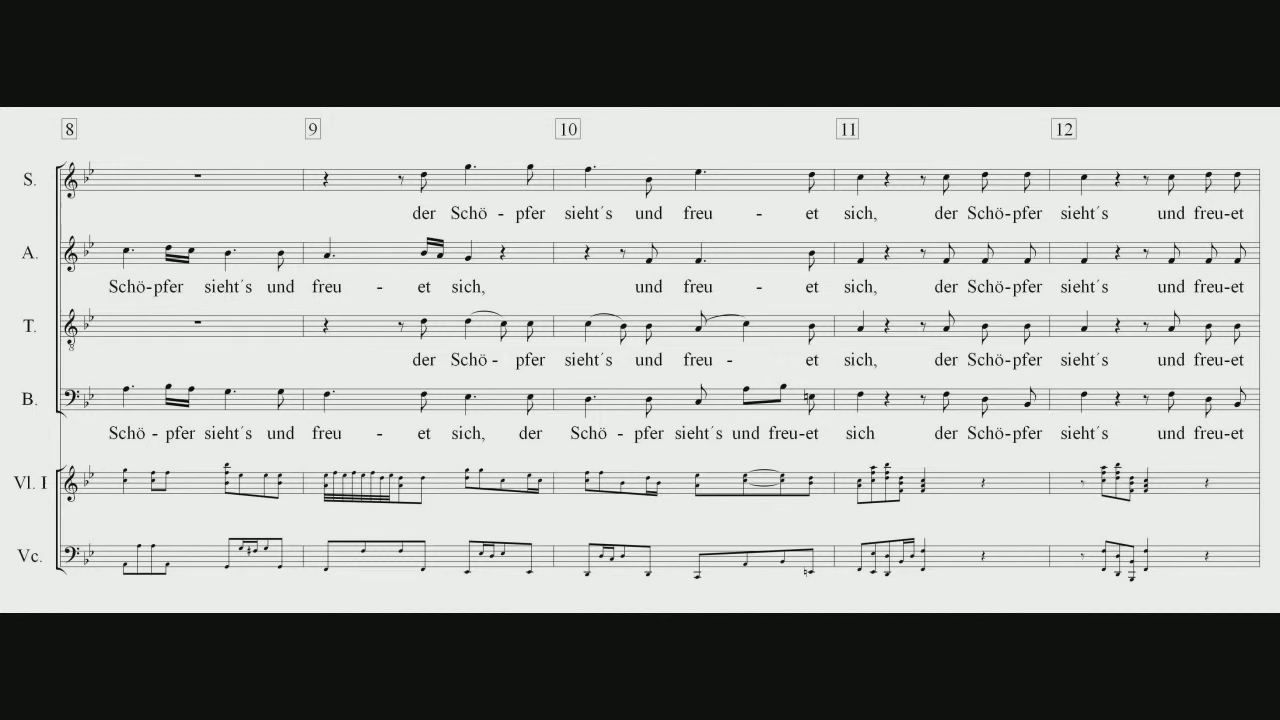 8 9 10 11 12
S.
der Schö - pfer sieht´s und freu - et sich, der Schö-pfer sieht´s und freu-et
A.
Schö-pfer sieht´s und freu - et sich, und freu - et sich, der Schö-pfer sieht´s und freu-et
T.
der Schö - pfer sieht´s und freu - et sich, der Schö-pfer sieht´s und freu-et
B.
Schö - pfer sieht´s und freu - et sich, der Schö - pfer sieht´s und freu-et sich der Schö-pfer sieht´s und freu-et
Vl. I
Vc.